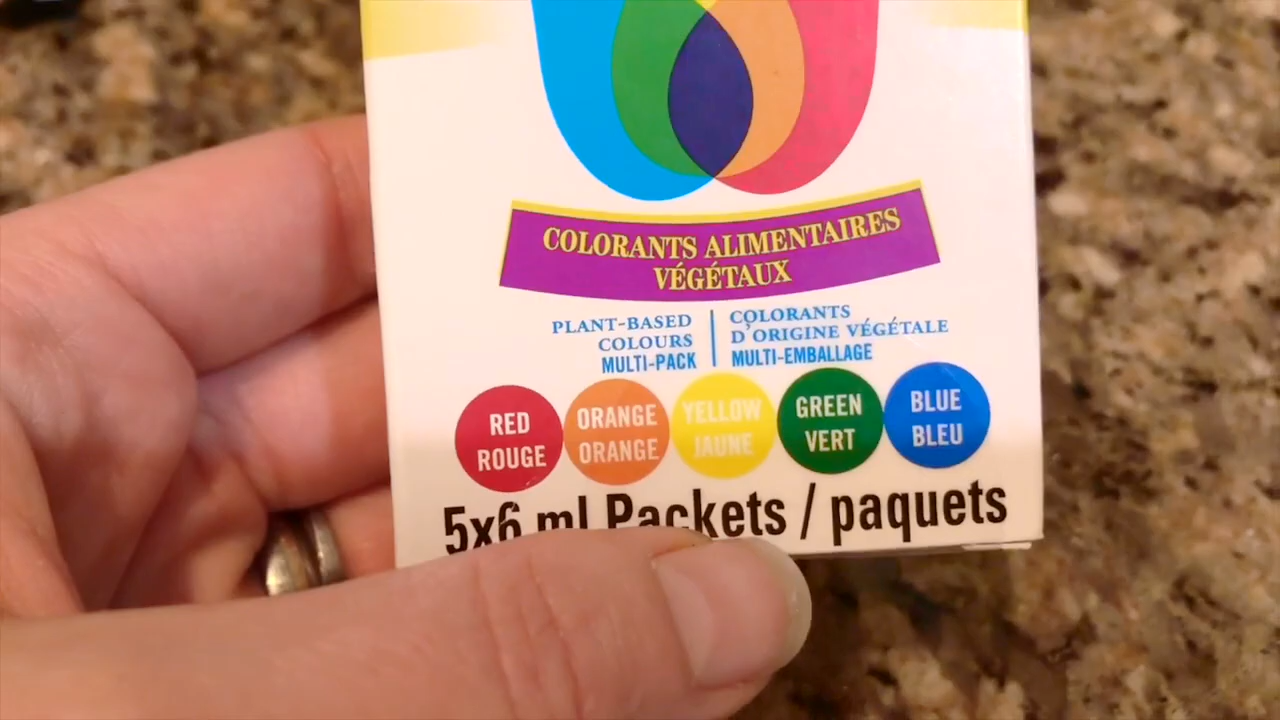 COLORANTS ALIMENTAIRES
VÉGÉTAUX
PLANT-BASED
COLOURS
MULTI-PACK
COLORANTS
D'ORIGINE VÉGÉTALE
MULTI-EMBALLAGE
RED
ROUGE
ORANGE
ORANGE
YELLOW
JAUNE
GREEN
VERT
BLUE
BLEU
5x6 ml Packets / paquets